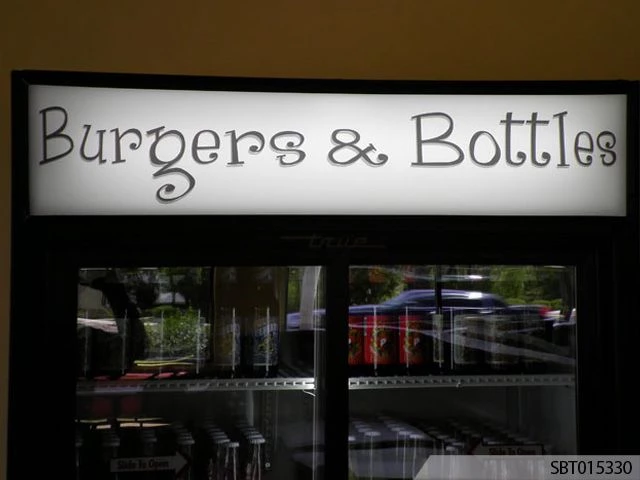 Burgers & Bottles
true
Slide To Open
SBT015330